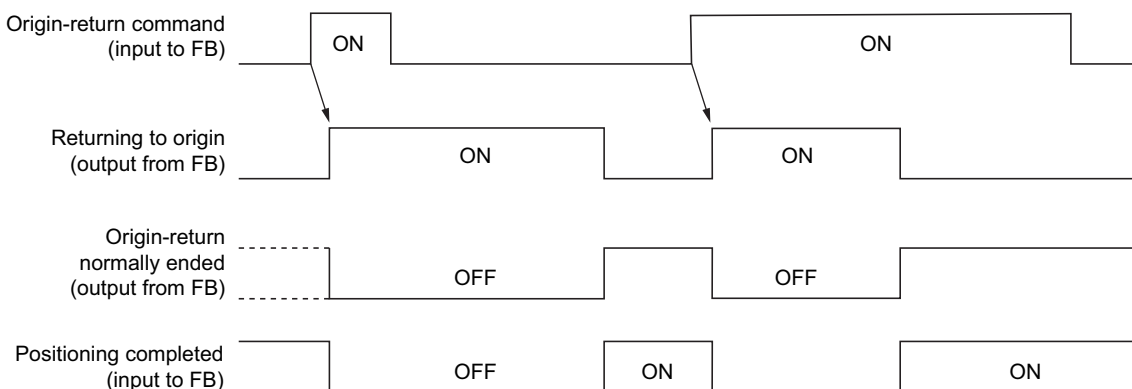 Origin-return command
(input to FB)
ON
ON
Returning to origin
(output from FB)
ON
ON
Origin-return
normally ended
(output from FB)
OFF
OFF
Positioning completed
(input to FB)
OFF
ON
OFF
ON